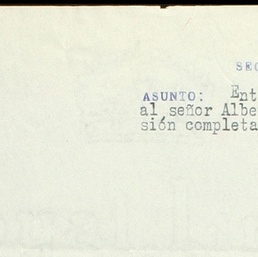 SEC
ASUNTO: Ent
al señor Albe
sión completa